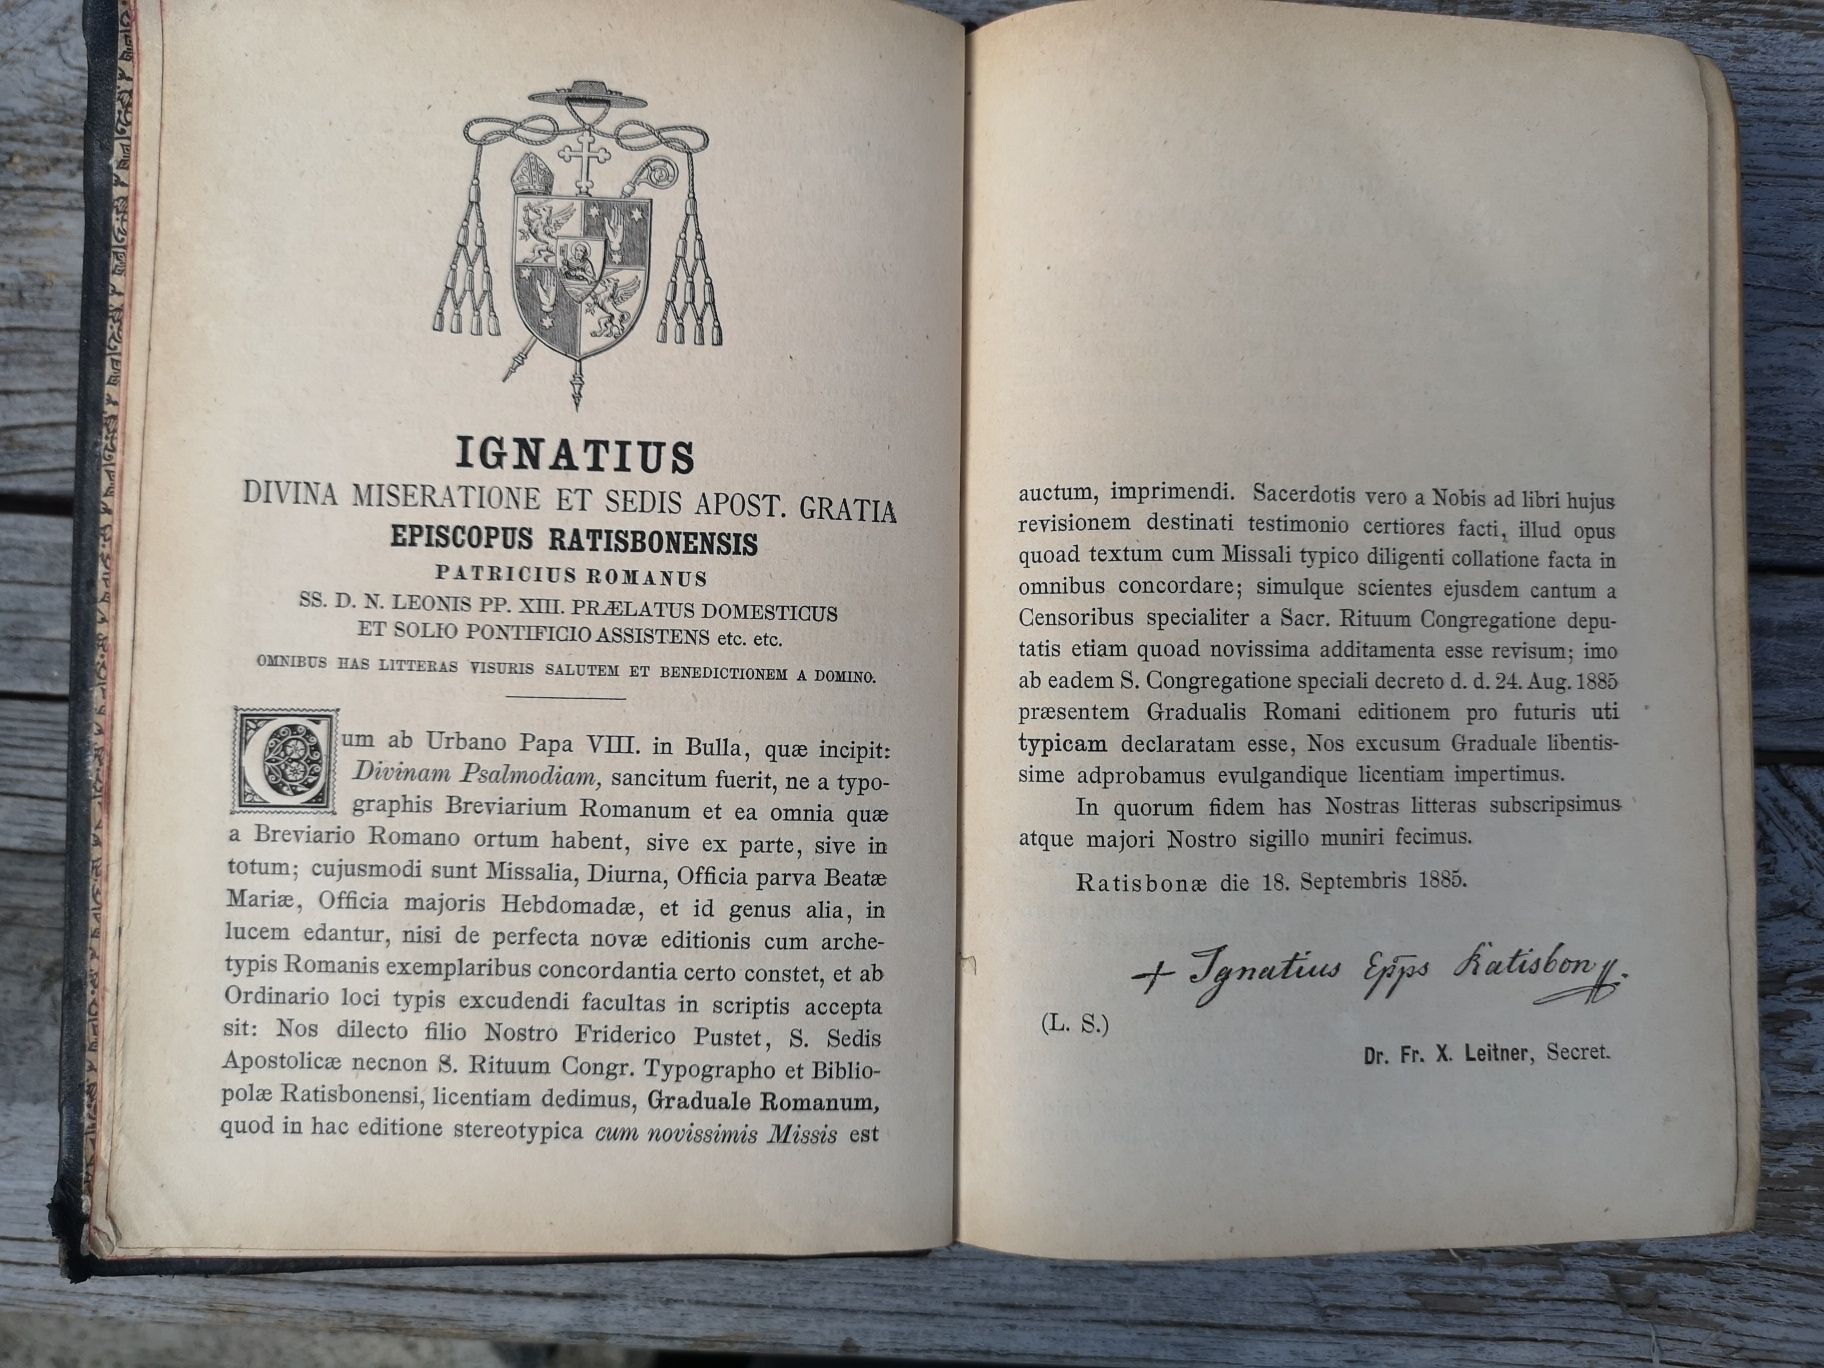 IGNATIUS
DIVINA MISERATIONE ET SEDIS APOST. GRATIA
EPISCOPUS RATISBONENSIS
PATRICIUS ROMANUS
SS. D. N. LEONIS PP. XIII. PRÆLATUS DOMESTICUS
ET SOLIO PONTIFICIO ASSISTENS etc. etc.
OMNIBUS HAS LITTERAS VISURIS SALUTEM ET BENEDICTIONEM A DOMINO.
Cum ab Urbano Papa VIII. in Bulla, quæ incipit:
Divinam Psalmodiam, sancitum fuerit, ne a typo-
graphis Breviarium Romanum et ea omnia quæ
a Breviario Romano ortum habent, sive ex parte, sive in
totum; cujusmodi sunt Missalia, Diurna, Officia parva Beatæ
Mariæ, Officia majoris Hebdomadæ, et id genus alia, in
lucem edantur, nisi de perfecta novæ editionis cum arche-
typis Romanis exemplaribus concordantia certo constet, et ab
Ordinario loci typis excudendi facultas in scriptis accepta
sit: Nos dilecto filio Nostro Friderico Pustet, S. Sedis
Apostolicæ necnon S. Rituum Congr. Typographo et Biblio-
polæ Ratisbonensi, licentiam dedimus, Graduale Romanum,
quod in hac editione stereotypica cum novissimis Missis est
auctum, imprimendi. Sacerdotis vero a Nobis ad libri hujus
revisionem destinati testimonio certiores facti, illud opus
quoad textum cum Missali typico diligenti collatione facta in
omnibus concordare; simulque scientes ejusdem cantum a
Censoribus specialiter a Sacr. Rituum Congregatione depu-
tatis etiam quoad novissima additamenta esse revisum; imo
ab eadem S. Congregatione speciali decreto d. d. 24. Aug. 1885
præsentem Gradualis Romani editionem pro futuris uti
typicam declaratam esse, Nos excusum Graduale libentis-
sime adprobamus evulgandique licentiam impertimus.
In quorum fidem has Nostras litteras subscripsimus
atque majori Nostro sigillo muniri fecimus.
Ratisbonæ die 18. Septembris 1885.
+ Ignatius Epps Ratisbon
(L. S.)
Dr. Fr. X. Leitner, Secret.